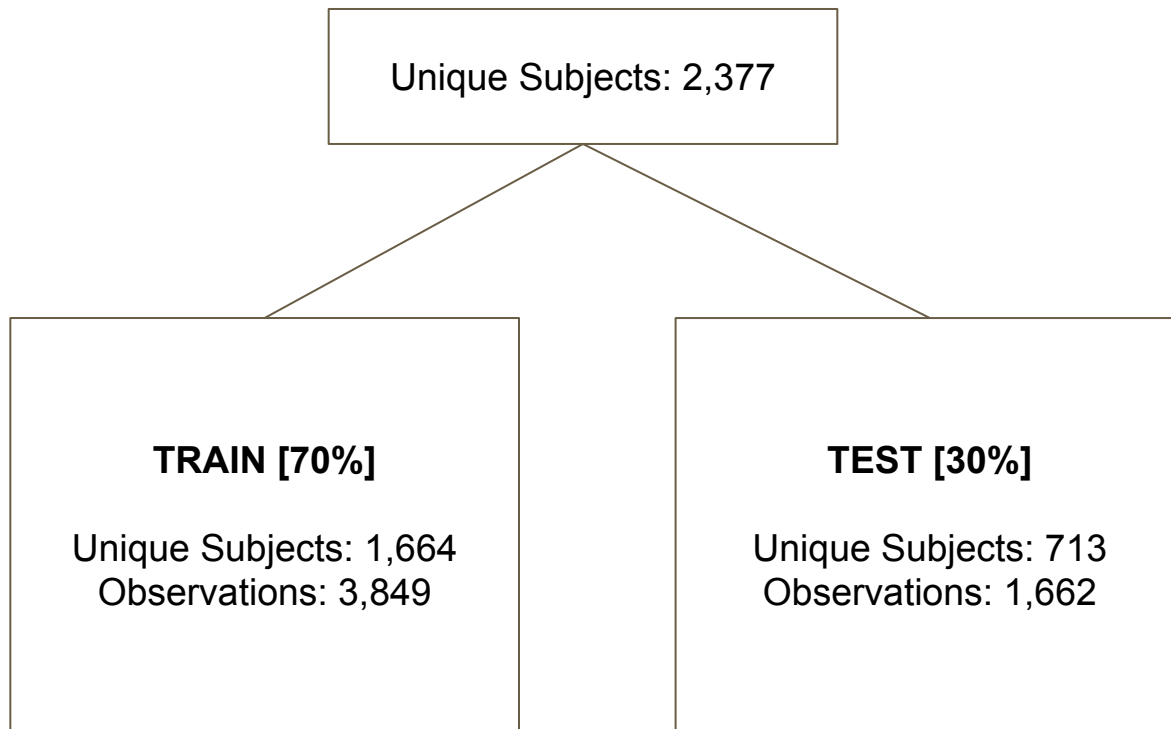 Unique Subjects: 2,377
TRAIN [70%]
Unique Subjects: 1,664
Observations: 3,849
TEST [30%]
Unique Subjects: 713
Observations: 1,662